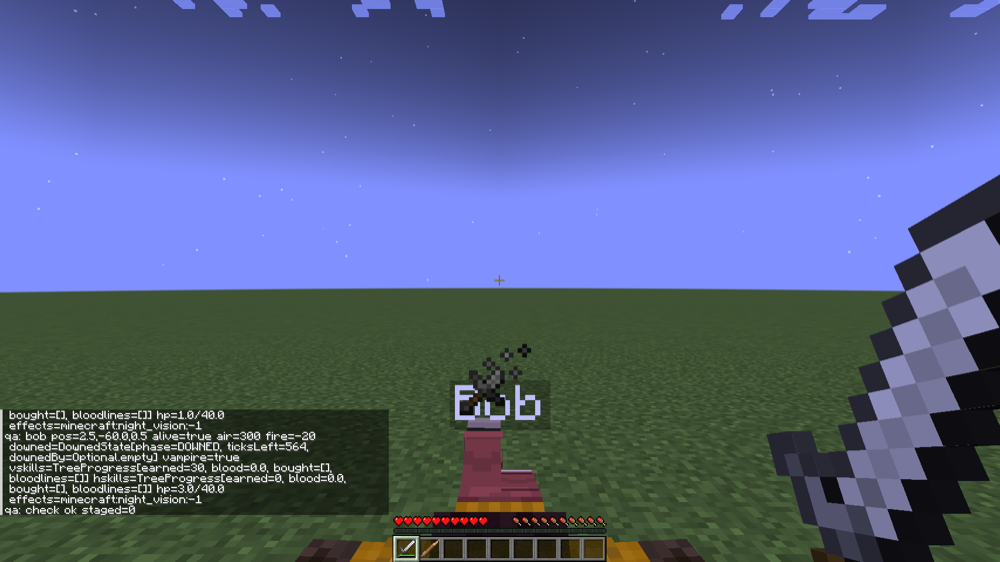 Bob
bought=[], bloodlines=[]] hp=1.0/40.0
effects=minecraft:night_vision:-1
qa: bob pos=2.5,-60.0,0.5 alive=true air=300 fire=-20
downed=DownedState[phase=DOWNED, ticksLeft=564,
downedBy=Optional.empty] vampire=true
vskills=TreeProgress[earned=30, blood=0.0, bought=[],
bloodlines=[]] hskills=TreeProgress[earned=0, blood=0.0,
bought=[], bloodlines=[]] hp=3.0/40.0
effects=minecraft:night_vision:-1
qa: check ok staged=0